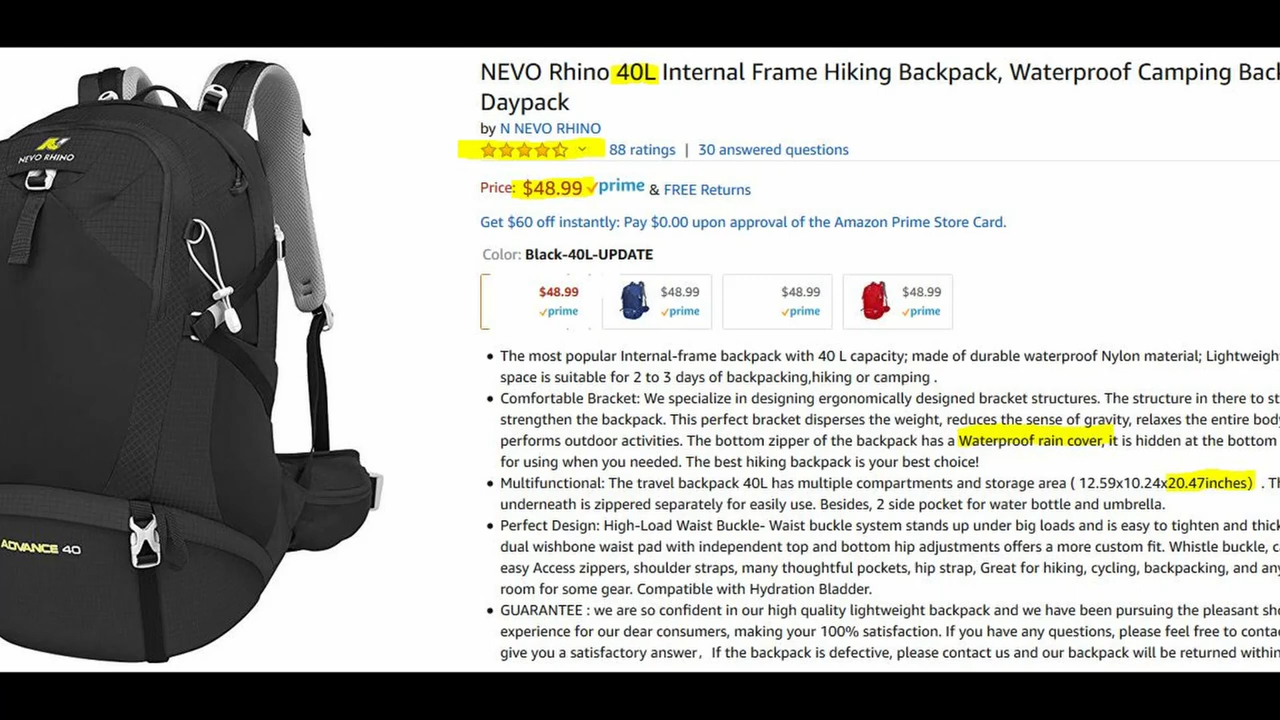 NEVO RHINO
ADVANCE 40
NEVO Rhino 40L Internal Frame Hiking Backpack, Waterproof Camping
Daypack
by N NEVO RHINO
88 ratings | 30 answered questions
Price: $48.99 prime & FREE Returns
Get $60 off instantly: Pay $0.00 upon approval of the Amazon Prime Store Card.
Color: Black-40L-UPDATE
$48.99 $48.99 $48.99 $48.99
prime prime prime prime
• The most popular Internal-frame backpack with 40 L capacity; made of durable waterproof Nylon material; Lightweight
space is suitable for 2 to 3 days of backpacking,hiking or camping .
• Comfortable Bracket: We specialize in designing ergonomically designed bracket structures. The structure in there to
strengthen the backpack. This perfect bracket disperses the weight, reduces the sense of gravity, relaxes the entire
performs outdoor activities. The bottom zipper of the backpack has a Waterproof rain cover, it is hidden at the bottom
for using when you needed. The best hiking backpack is your best choice!
• Multifunctional: The travel backpack 40L has multiple compartments and storage area ( 12.59x10.24x20.47inches) .
underneath is zippered separately for easily use. Besides, 2 side pocket for water bottle and umbrella.
• Perfect Design: High-Load Waist Buckle- Waist buckle system stands up under big loads and is easy to tighten and
dual wishbone waist pad with independent top and bottom hip adjustments offers a more custom fit. Whistle buckle,
easy Access zippers, shoulder straps, many thoughtful pockets, hip strap, Great for hiking, cycling, backpacking, and
room for some gear. Compatible with Hydration Bladder.
• GUARANTEE : we are so confident in our high quality lightweight backpack and we have been pursuing the pleasant
experience for our dear consumers, making your 100% satisfaction. If you have any questions, please feel free to
give you a satisfactory answer, If the backpack is defective, please contact us and our backpack will be returned within